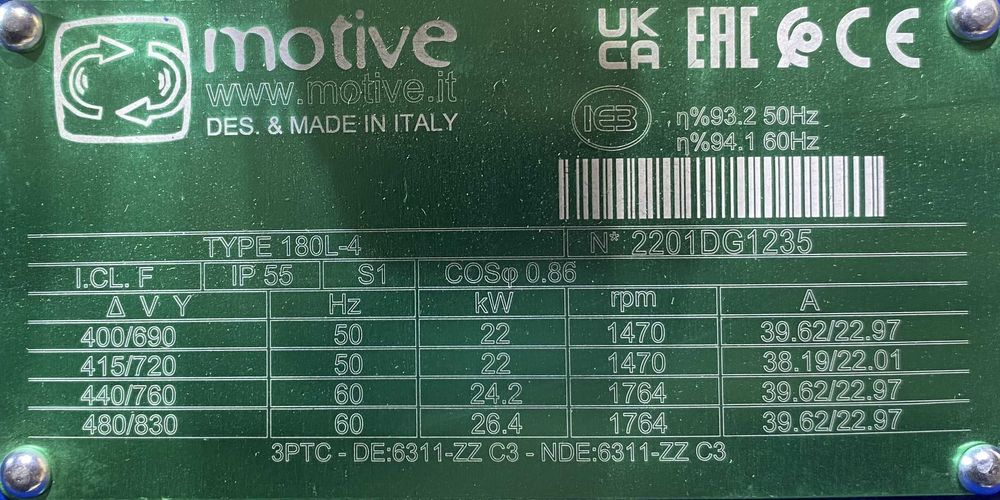 motive
www.motive.it
DES. & MADE IN ITALY
UK CA EAC CE
IE3
η%93.2 50Hz
η%94.1 60Hz
TYPE 180L-4 N* 2201DG1235
I.CL. F IP 55 S1 COSφ 0.86
Δ V Y Hz kW rpm A
400/690 50 22 1470 39.62/22.97
415/720 50 22 1470 38.19/22.01
440/760 60 24.2 1764 39.62/22.97
480/830 60 26.4 1764 39.62/22.97
3PTC - DE:6311-ZZ C3 - NDE:6311-ZZ C3